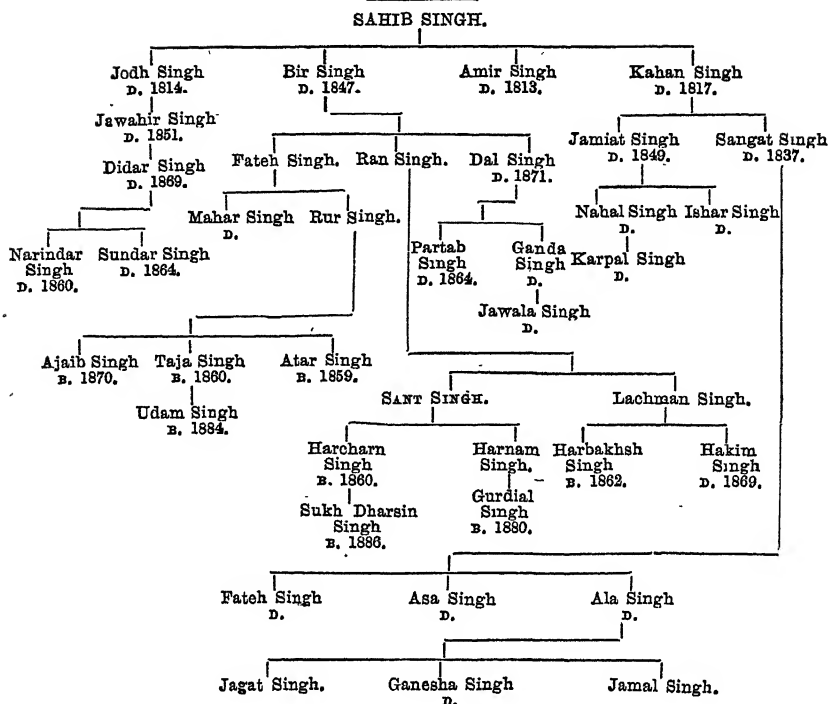 SAHIB SINGH.
Jodh Singh Bir Singh Amir Singh Kahan Singh
D. 1814. D. 1847. D. 1813. D. 1817.
Jawahir Singh
D. 1851.
Jamiat Singh Sangat Singh
D. 1849. D. 1837.
Didar Singh
D. 1869.
Fateh Singh. Ran Singh. Dal Singh
D. 1871.
Mahar Singh Rur Singh.
D.
Nahal Singh Ishar Singh
D. D.
Narindar Sundar Singh
Singh D. 1864.
D. 1860.
Partab Ganda
Singh Singh
D. 1864. D.
Karpal Singh
D.
Jawala Singh
D.
Ajaib Singh Taja Singh Atar Singh
B. 1870. B. 1860. B. 1859.
Udam Singh
B. 1884.
SANT SINGH. Lachman Singh.
Harcharn Harnam Harbakhsh Hakim
Singh Singh. Singh Singh
B. 1860. B. 1862. D. 1869.
Sukh Dharsin Gurdial
Singh Singh
B. 1886. B. 1880.
Fateh Singh Asa Singh Ala Singh
D. D. D.
Jagat Singh. Ganesha Singh Jamal Singh.
D.